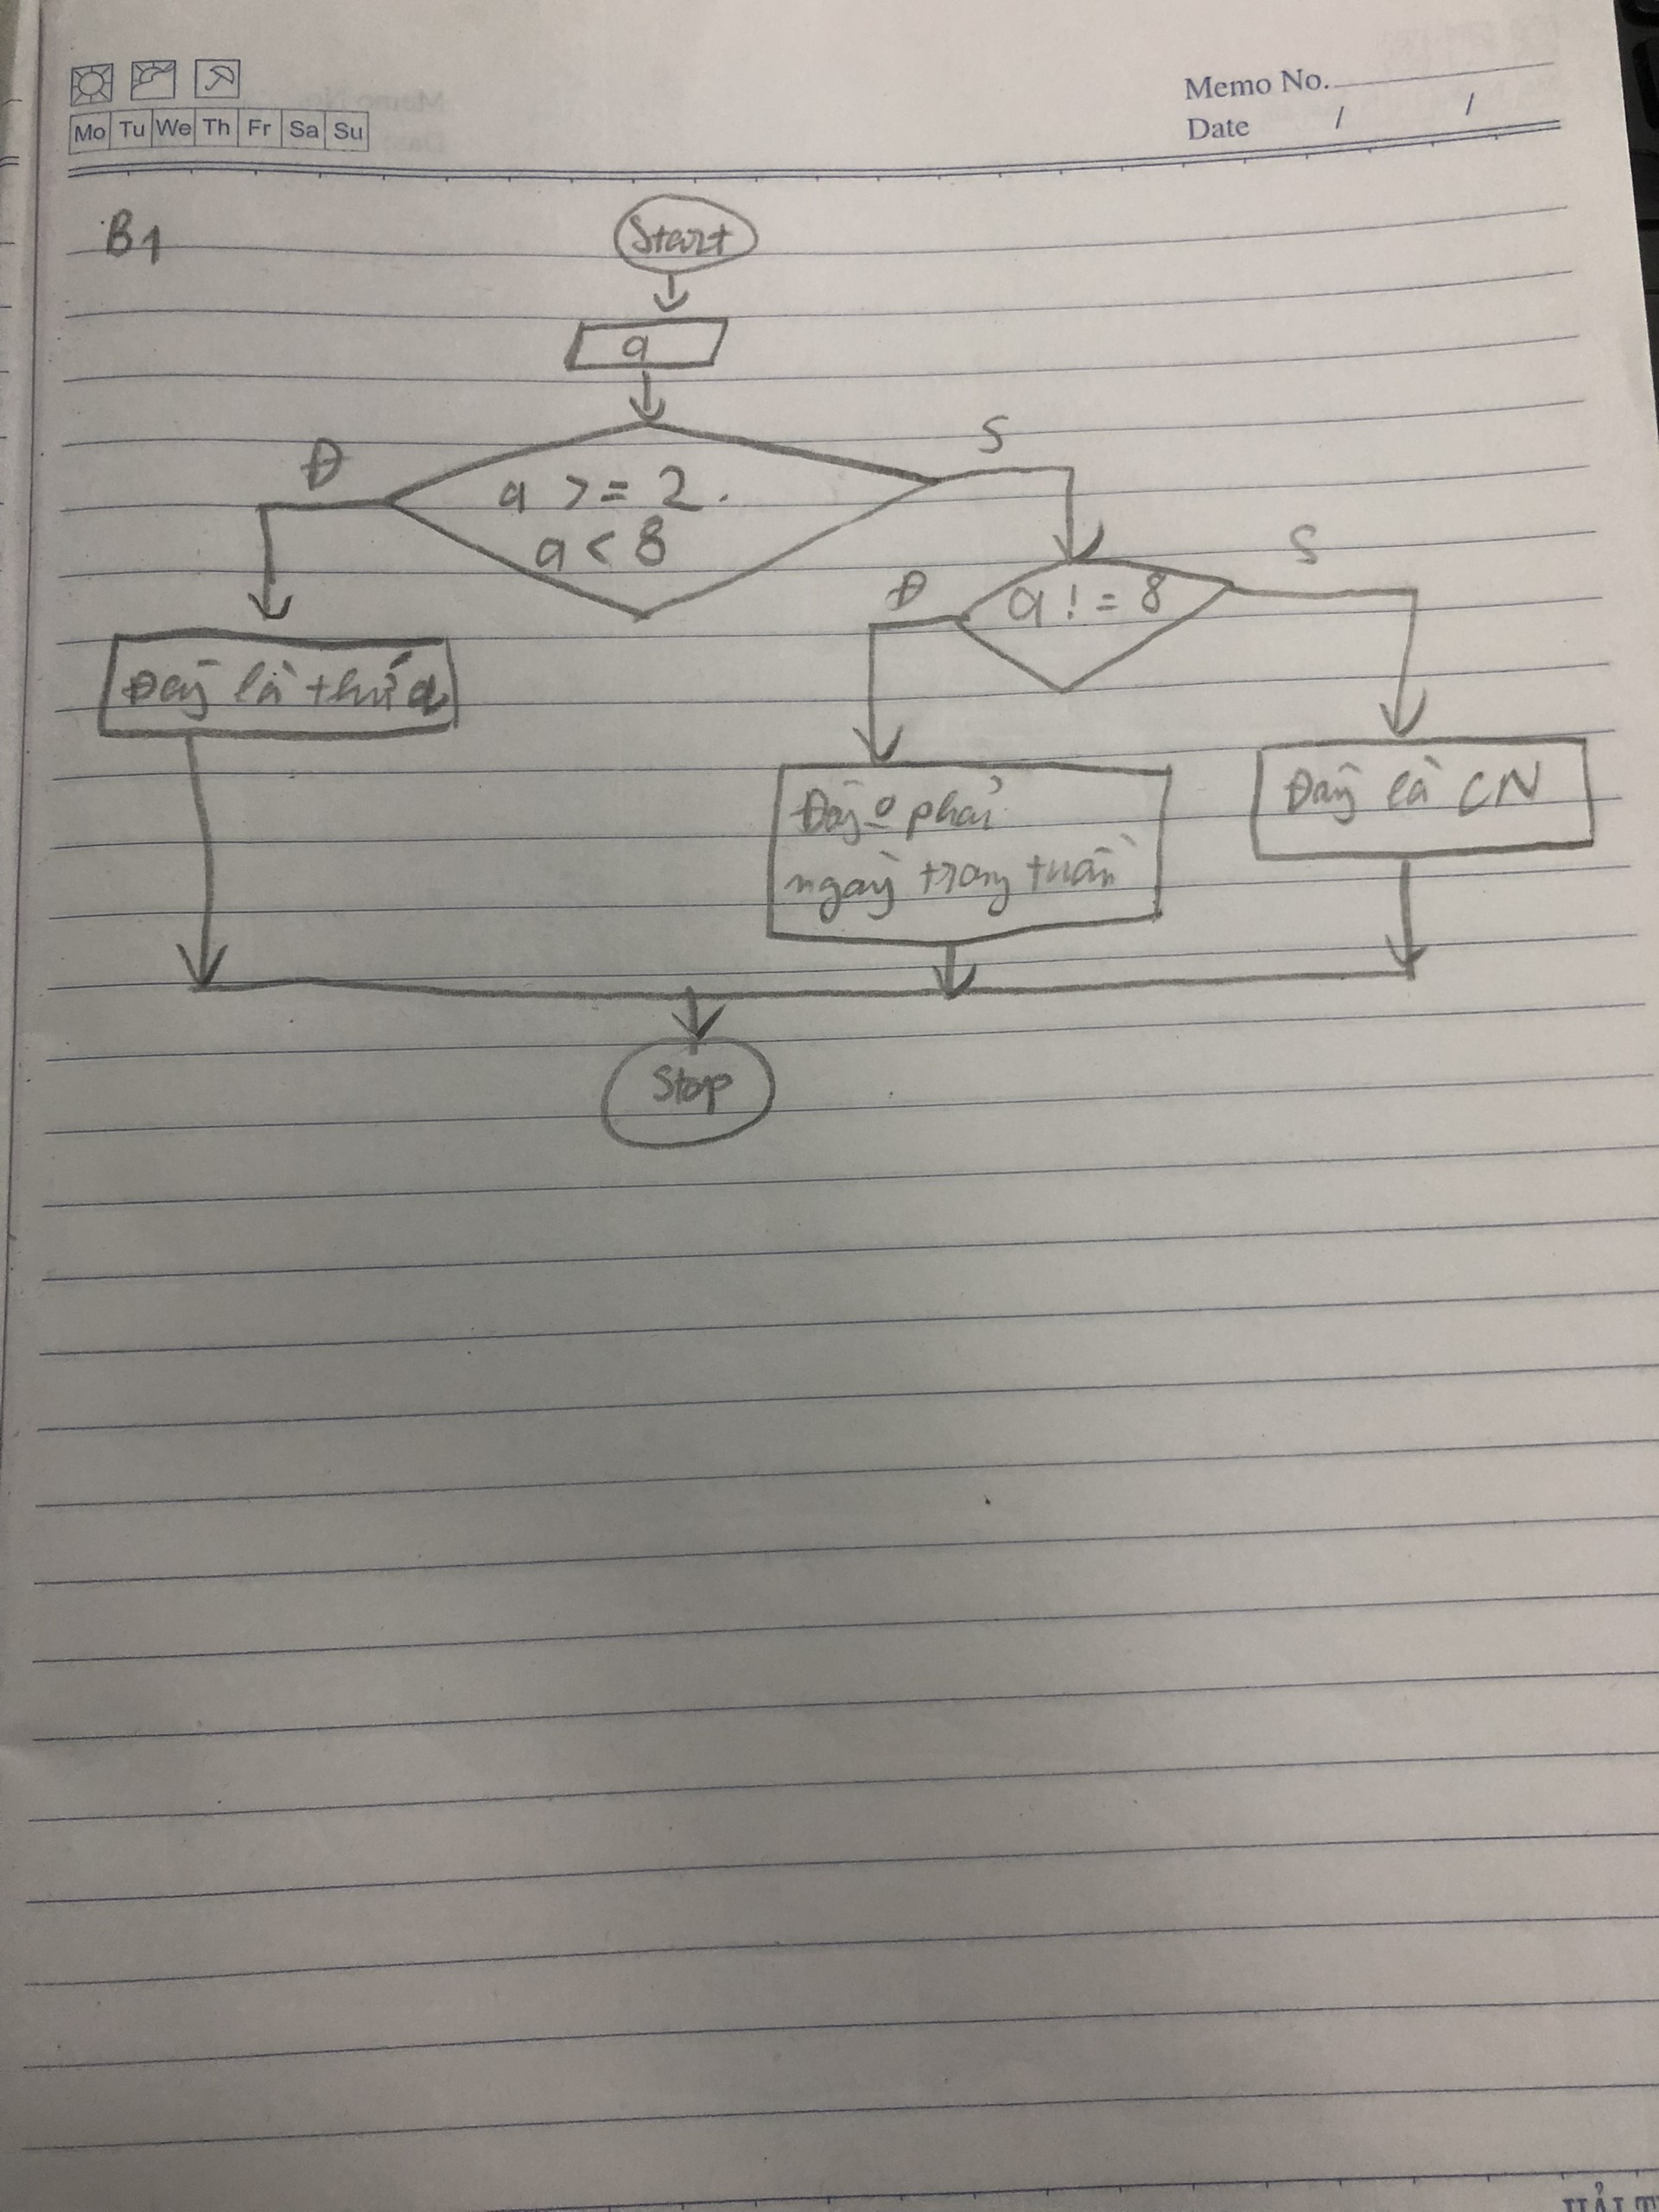 Memo No.
Mo Tu We Th Fr Sa Su
Date / /
B1
Start
a
Đ
S
a >= 2.
a < 8
Đ
S
a != 8
Đây là thứ a
Đây o phải
ngày trong tuần
Đây là CN
Stop